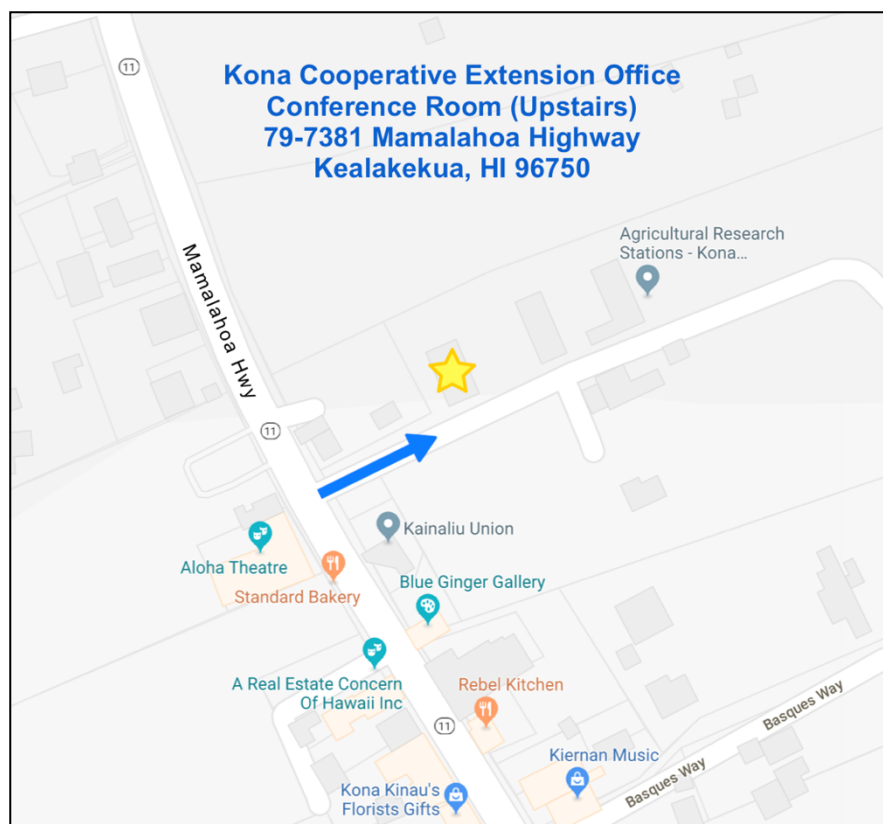 Kona Cooperative Extension Office
Conference Room (Upstairs)
79-7381 Mamalahoa Highway
Kealakekua, HI 96750
11
Agricultural Research
Stations - Kona...
Mamalahoa Hwy
11
Kainaliu Union
Aloha Theatre
Standard Bakery
Blue Ginger Gallery
A Real Estate Concern
Of Hawaii Inc
Rebel Kitchen
11
Basques Way
Kiernan Music
Basques Way
Kona Kinau's
Florists Gifts